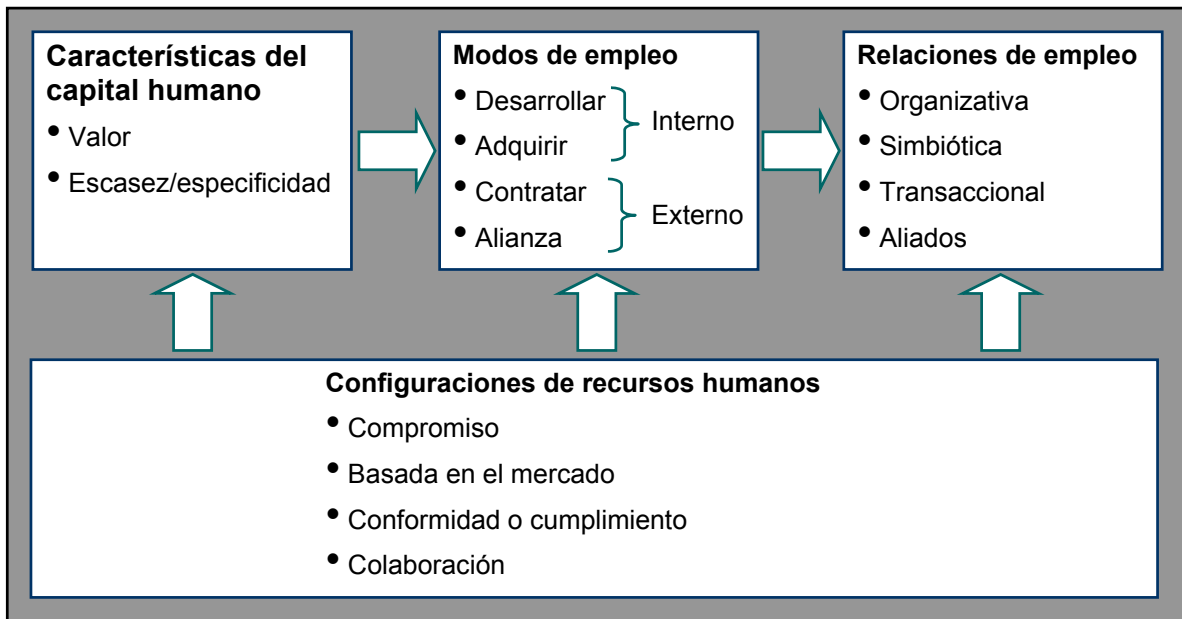 Características del
capital humano
• Valor
• Escasez/especificidad
Modos de empleo
• Desarrollar
• Adquirir
Interno
• Contratar
• Alianza
Externo
Relaciones de empleo
• Organizativa
• Simbiótica
• Transaccional
• Aliados
Configuraciones de recursos humanos
• Compromiso
• Basada en el mercado
• Conformidad o cumplimiento
• Colaboración